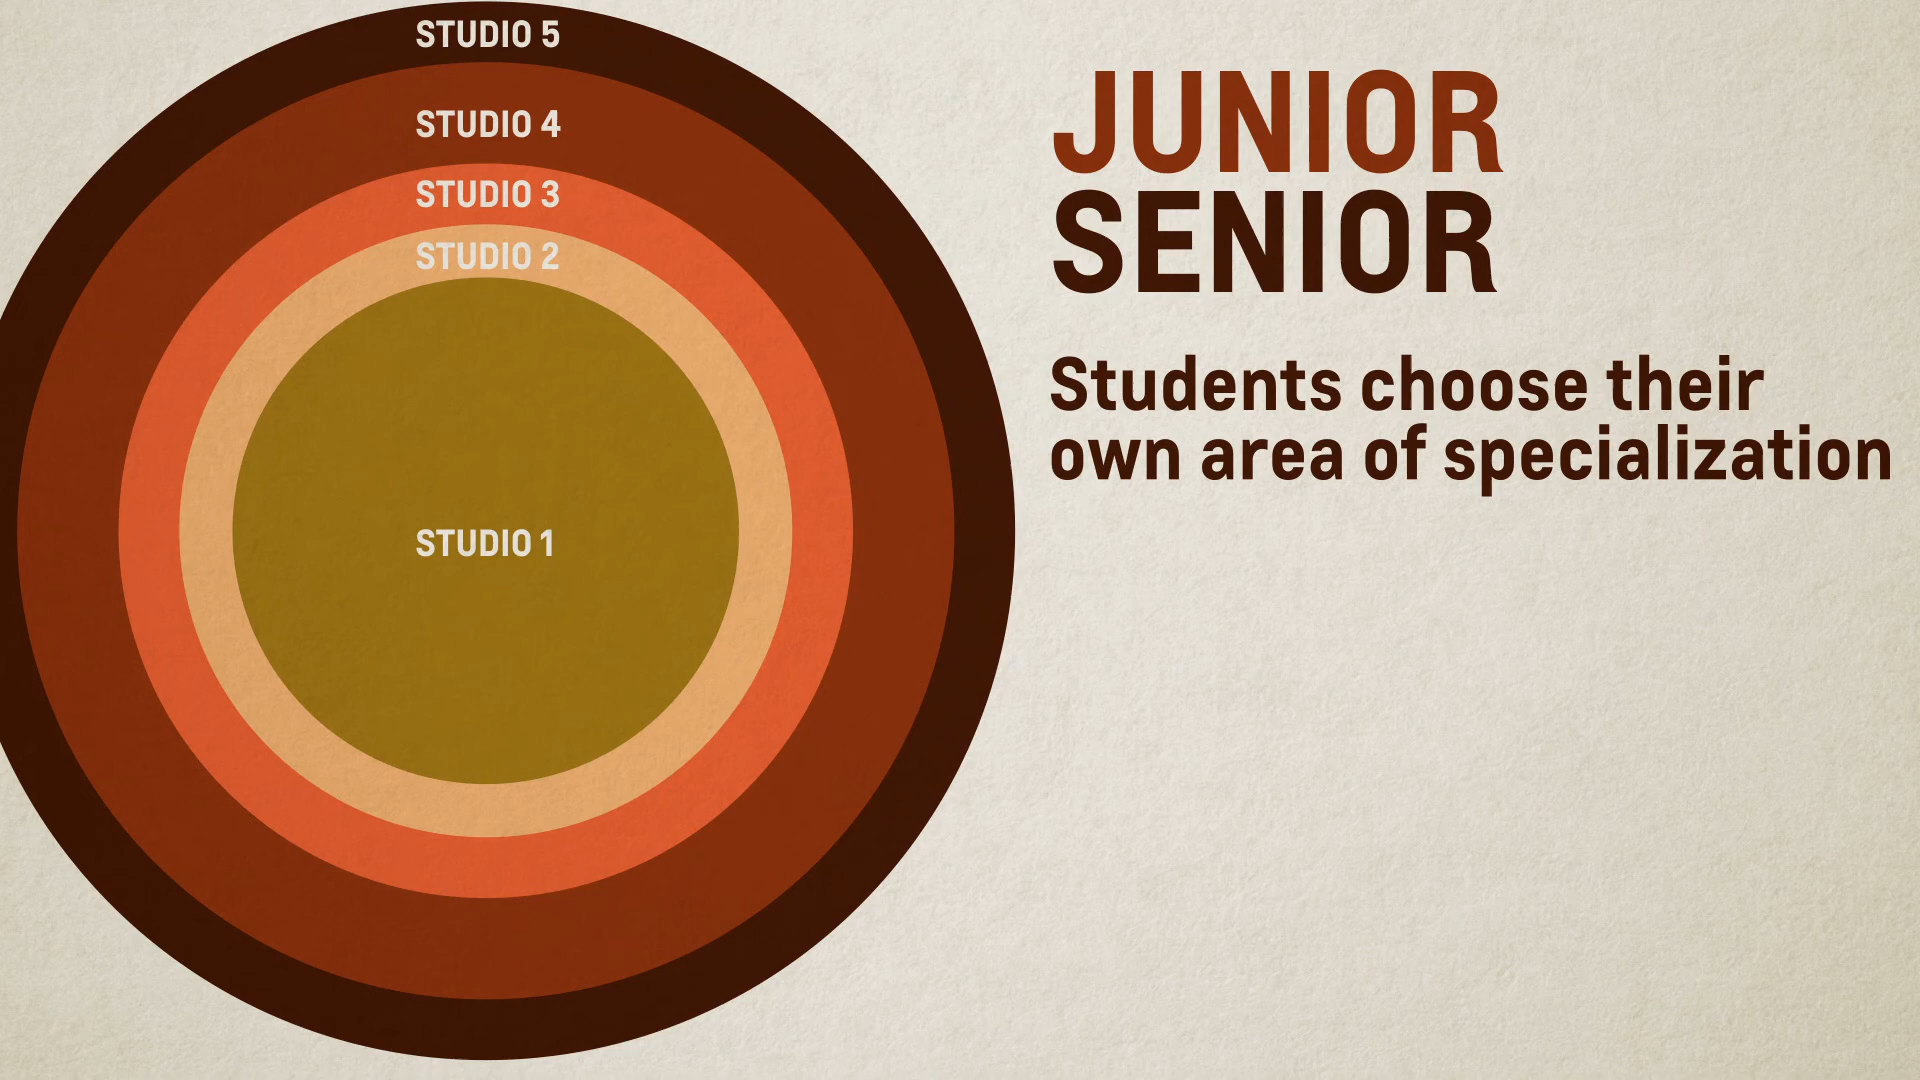 STUDIO 5
STUDIO 4
STUDIO 3
STUDIO 2
STUDIO 1
JUNIOR
SENIOR
Students choose their
own area of specialization